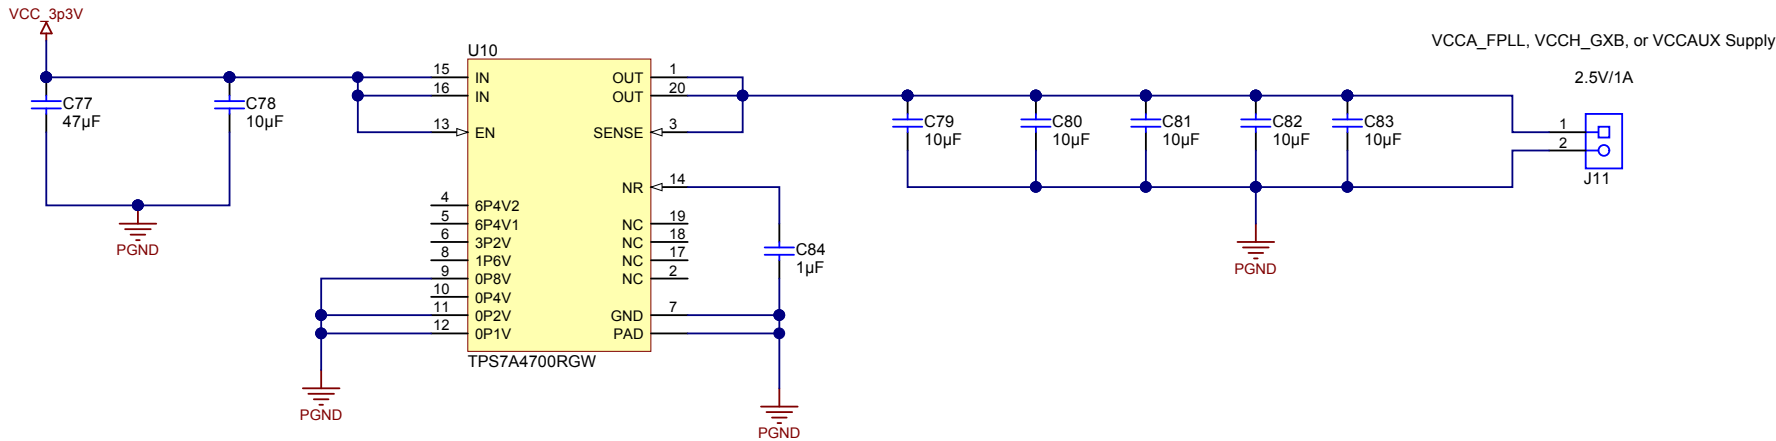 VCC_3p3V
VCCA_FPLL, VCCH_GXB, or VCCAUX Supply
2.5V/1A
U10
15 IN OUT 1
16 IN OUT 20
13 EN SENSE 3
NR 14
4 6P4V2
5 6P4V1 NC 19
6 3P2V NC 18
8 1P6V NC 17
9 0P8V NC 2
10 0P4V
11 0P2V GND 7
12 0P1V PAD
TPS7A4700RGW
C77
47µF
C78
10µF
PGND
PGND
C84
1µF
PGND
C79
10µF
C80
10µF
C81
10µF
C82
10µF
C83
10µF
PGND
1
2
J11